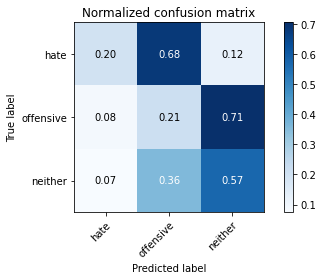 Normalized confusion matrix
True label
hate 0.20 0.68 0.12
offensive 0.08 0.21 0.71
neither 0.07 0.36 0.57
hate offensive neither
Predicted label
0.7
0.6
0.5
0.4
0.3
0.2
0.1